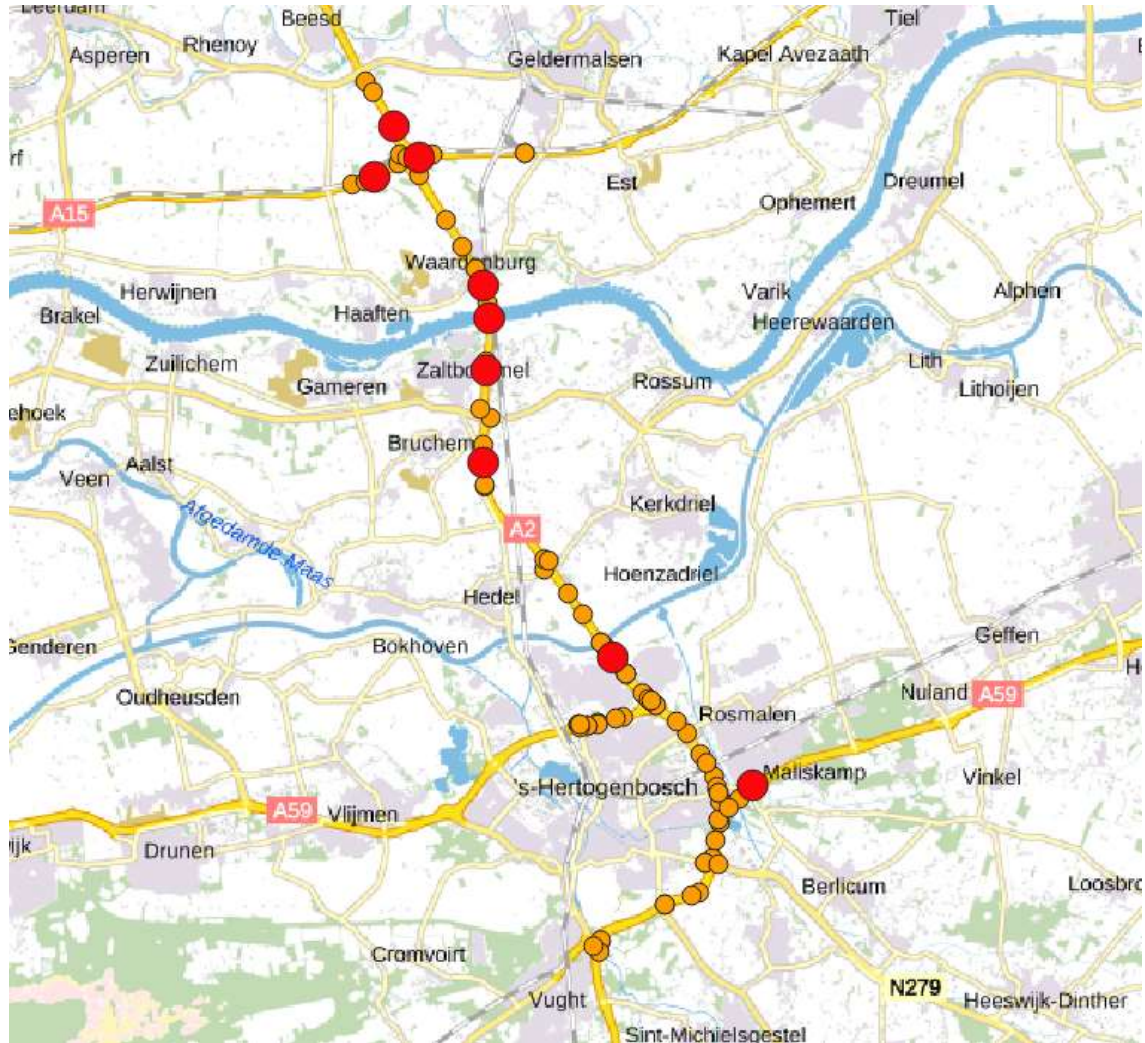 Beesd
Tiel
Rhenoy
Asperen
Geldermalsen
Kapel Avezaath
Est
Dreumel
A15
Ophemert
Waardenburg
Herwijnen
Varik
Alphen
Brakel
Haaften
Heerewaarden
Zuilichem
Zaltbommel
Lith
Gameren
Rossum
Lithoijen
Bruchem
Aalst
Veen
Kerkdriel
Afgedamde Maas
A2
Hoenzadriel
Hedel
Geffen
Bokhoven
Oudheusden
Nuland
A59
Rosmalen
Maliskamp
Vinkel
's-Hertogenbosch
A59
Vlijmen
Drunen
Berlicum
Cromvoirt
N279
Vught
Heeswijk-Dinther
Sint-Michielsgestel